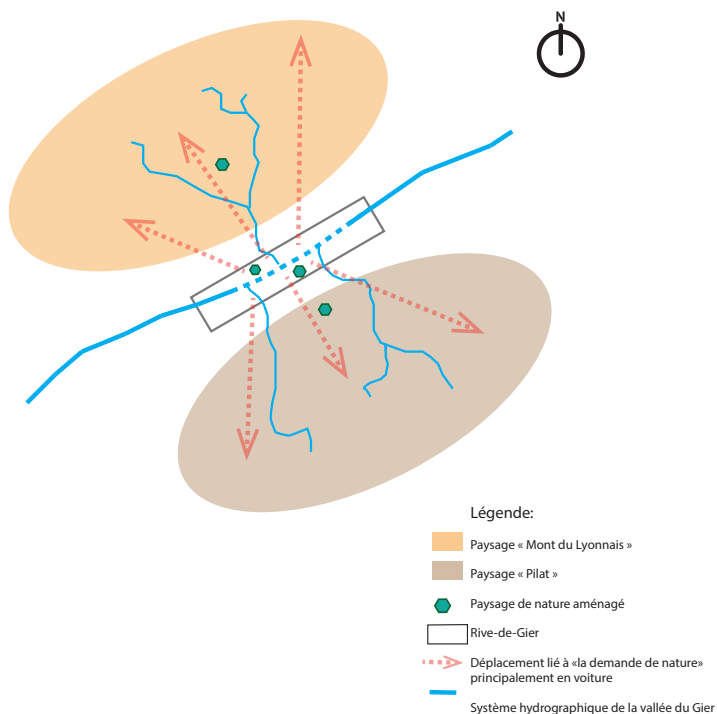 N
Légende:
Paysage « Mont du Lyonnais »
Paysage « Pilat »
Paysage de nature aménagé
Rive-de-Gier
Déplacement lié à «la demande de nature»
principalement en voiture
Système hydrographique de la vallée du Gier